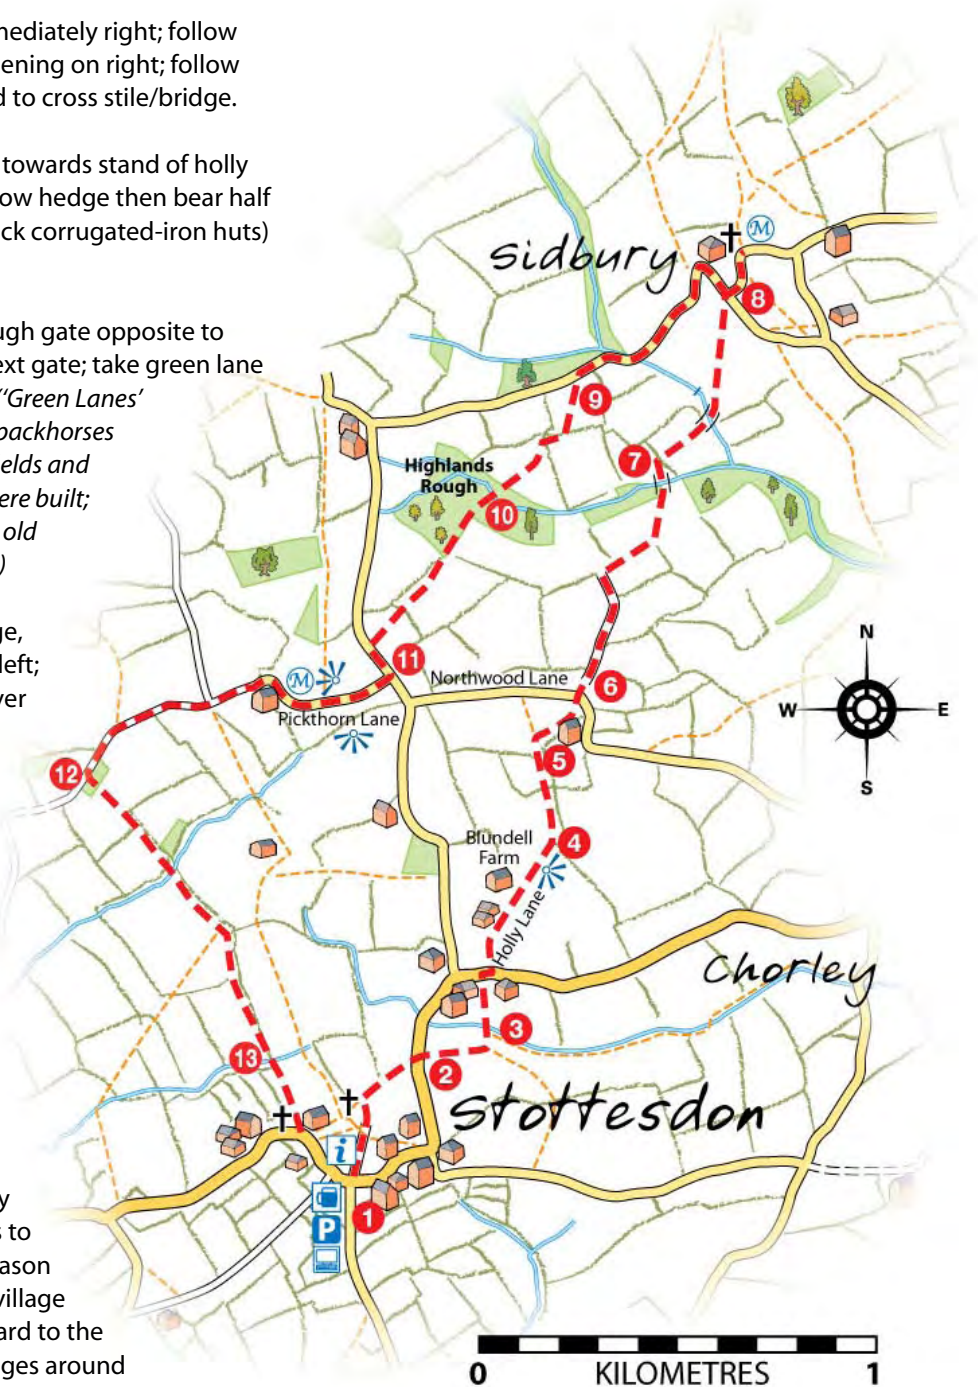 mediately right; follow
ening on right; follow
d to cross stile/bridge.
towards stand of holly
ow hedge then bear half
ck corrugated-iron huts)
ugh gate opposite to
ext gate; take green lane
('Green Lanes'
packhorses
elds and
ere built;
old
)
ge,
left;
ver
y
s to
ason
village
ard to the
ges around
Sidbury
M
8
9
7
Highlands
Rough
10
N
W
E
S
11
Northwood Lane
6
M
Pickthorn Lane
5
12
4
Blundell
Farm
Holly Lane
Chorley
3
13
2
Stottesdon
i
1
P
0 KILOMETRES 1